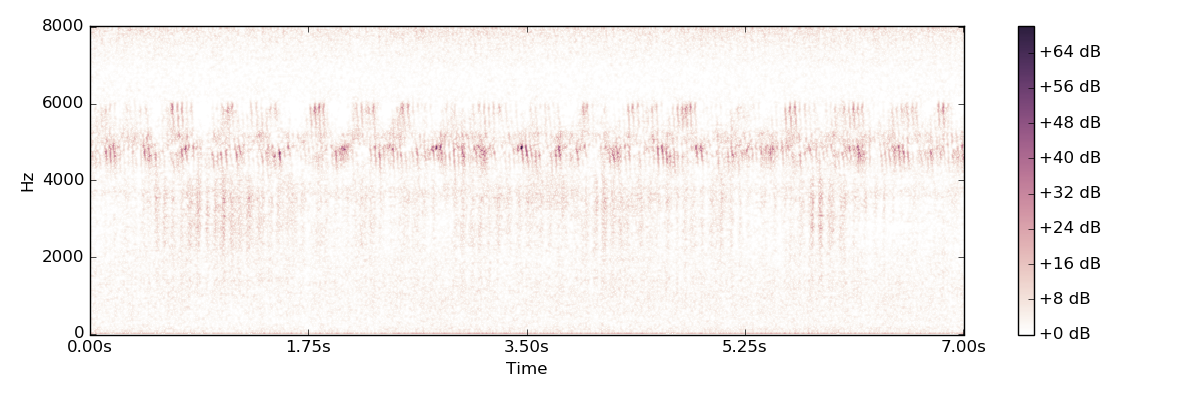 8000
6000
4000
2000
0
Hz
0.00s 1.75s 3.50s 5.25s 7.00s
Time
+64 dB
+56 dB
+48 dB
+40 dB
+32 dB
+24 dB
+16 dB
+8 dB
+0 dB